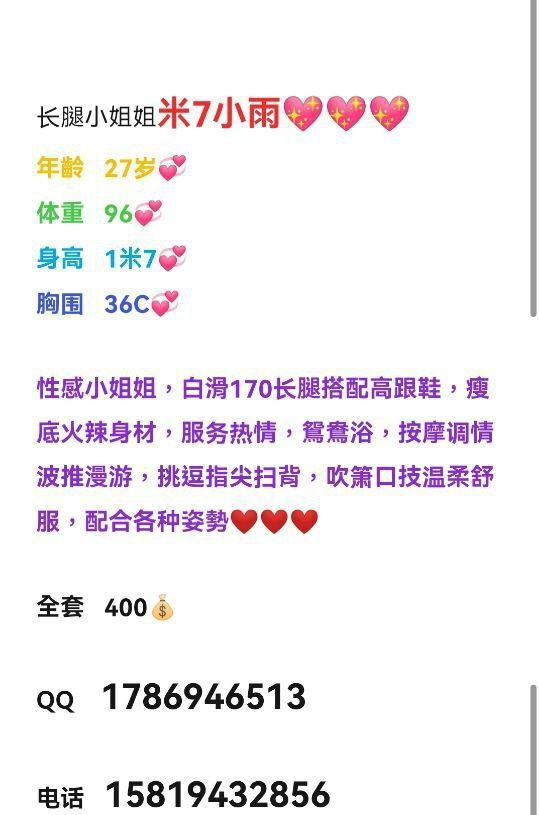 长腿小姐姐米7小雨💖💖💖
年龄 27岁💞
体重 96💞
身高 1米7💞
胸围 36C💞
性感小姐姐，白滑170长腿搭配高跟鞋，瘦
底火辣身材，服务热情，鴛鴦浴，按摩调情
波推漫游，挑逗指尖扫背，吹箫口技温柔舒
服，配合各种姿势❤️❤️❤️
全套 400💰
QQ 1786946513
电话 15819432856